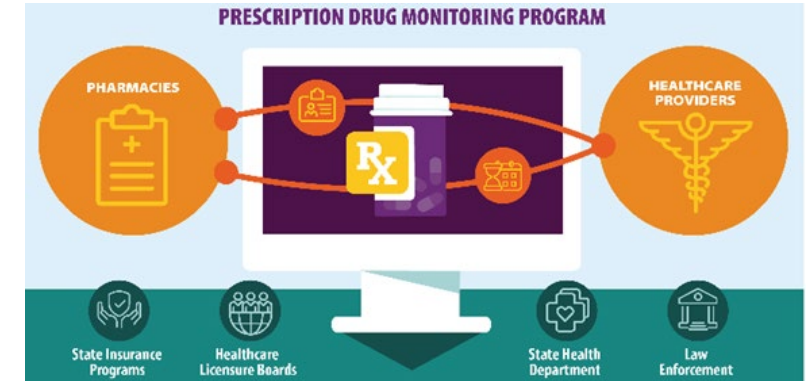 PRESCRIPTION DRUG MONITORING PROGRAM
PHARMACIES
HEALTHCARE
PROVIDERS
Rx
State Insurance
Programs
Healthcare
Licensure Boards
State Health
Department
Law
Enforcement